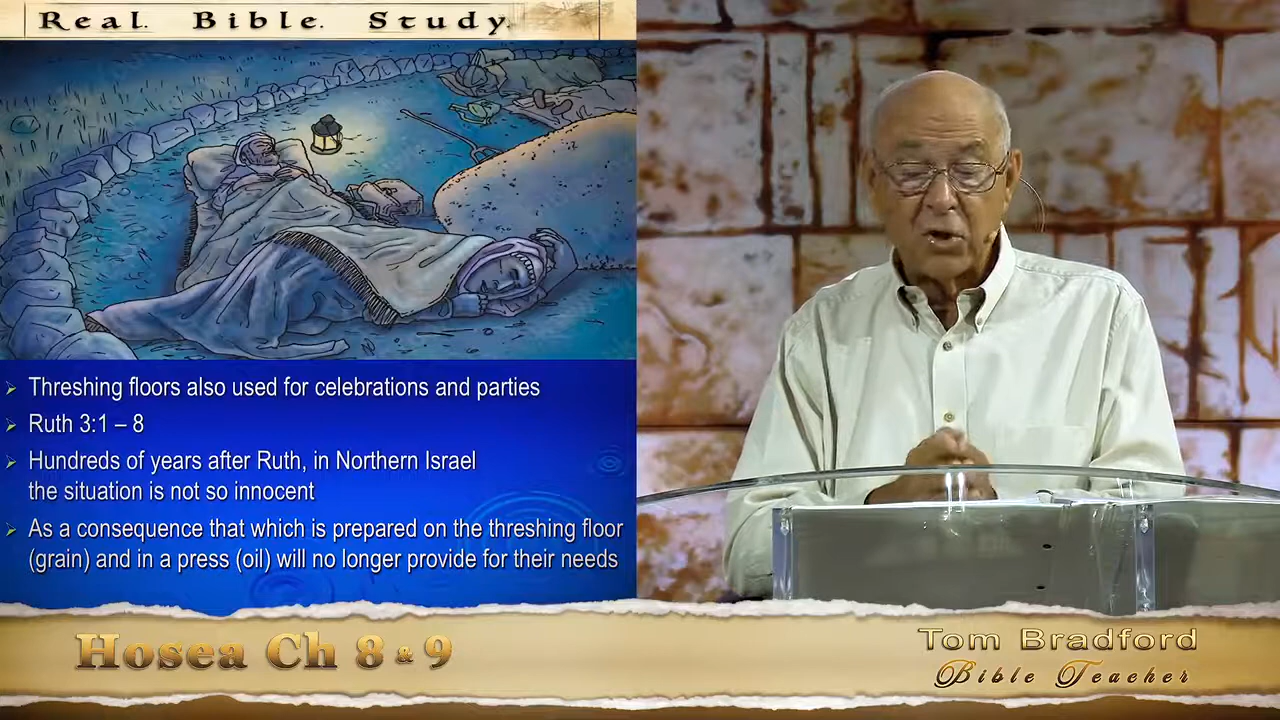 Real. Bible. Study.
Threshing floors also used for celebrations and parties
Ruth 3:1 – 8
Hundreds of years after Ruth, in Northern Israel
the situation is not so innocent
As a consequence that which is prepared on the threshing floor
(grain) and in a press (oil) will no longer provide for their needs
Hosea Ch 8 & 9
Tom Bradford
Bible Teacher